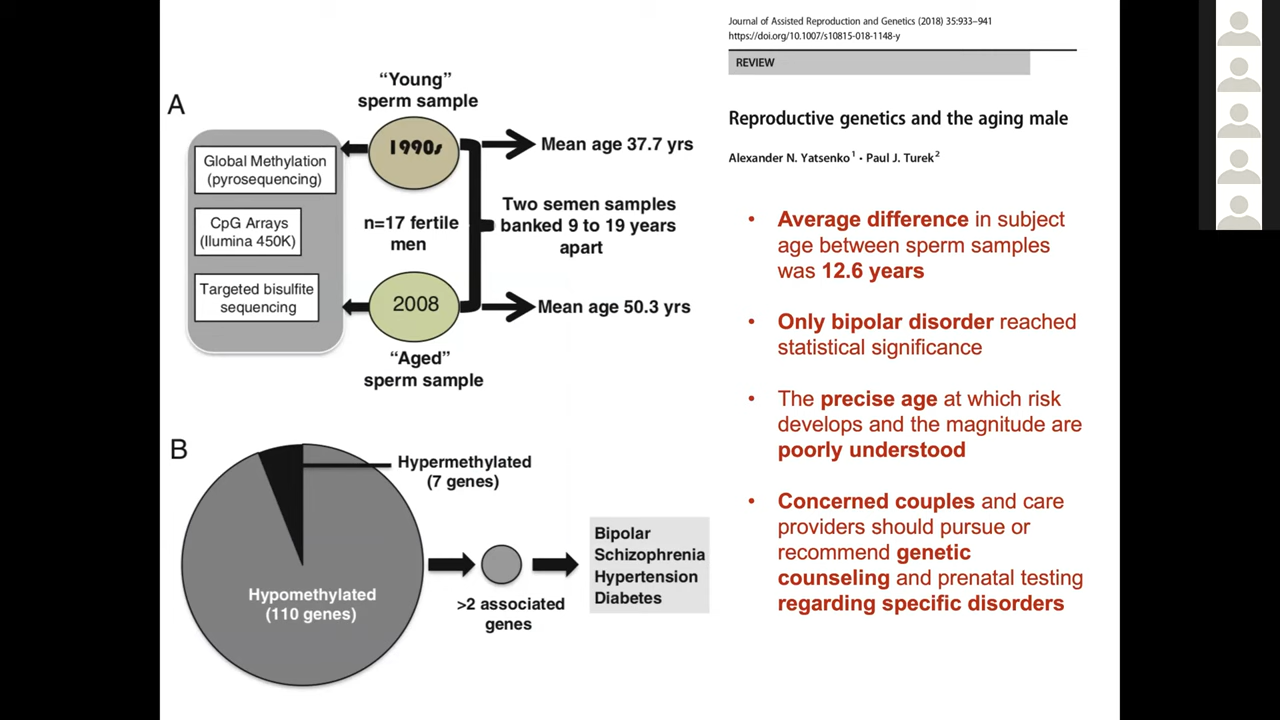 A
“Young”
sperm sample
1990s
Global Methylation
(pyrosequencing)
CpG Arrays
(Ilumina 450K)
Targeted bisulfite
sequencing
n=17 fertile
men
2008
“Aged”
sperm sample
Mean age 37.7 yrs
Two semen samples
banked 9 to 19 years
apart
Mean age 50.3 yrs
B
Hypermethylated
(7 genes)
Hypomethylated
(110 genes)
>2 associated
genes
Bipolar
Schizophrenia
Hypertension
Diabetes
Journal of Assisted Reproduction and Genetics (2018) 35:933–941
https://doi.org/10.1007/s10815-018-1148-y
REVIEW
Reproductive genetics and the aging male
Alexander N. Yatsenko 1 · Paul J. Turek 2
• Average difference in subject
age between sperm samples
was 12.6 years
• Only bipolar disorder reached
statistical significance
• The precise age at which risk
develops and the magnitude are
poorly understood
• Concerned couples and care
providers should pursue or
recommend genetic
counseling and prenatal testing
regarding specific disorders